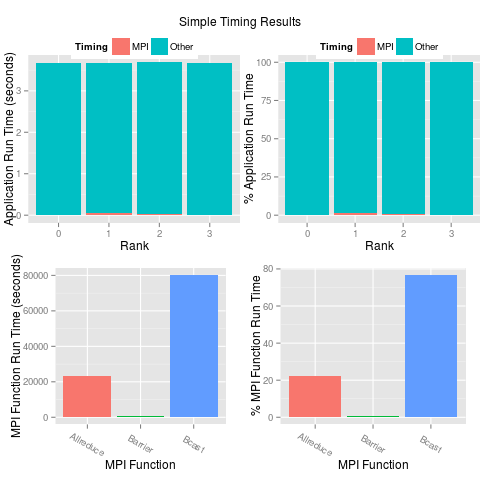 Simple Timing Results
Timing MPI Other
Application Run Time (seconds)
3
2
1
0
0 1 2 3
Rank
Timing MPI Other
% Application Run Time
100
75
50
25
0
0 1 2 3
Rank
MPI Function Run Time (seconds)
80000
60000
40000
20000
0
Allreduce Barrier Bcast
MPI Function
% MPI Function Run Time
80
60
40
20
0
Allreduce Barrier Bcast
MPI Function